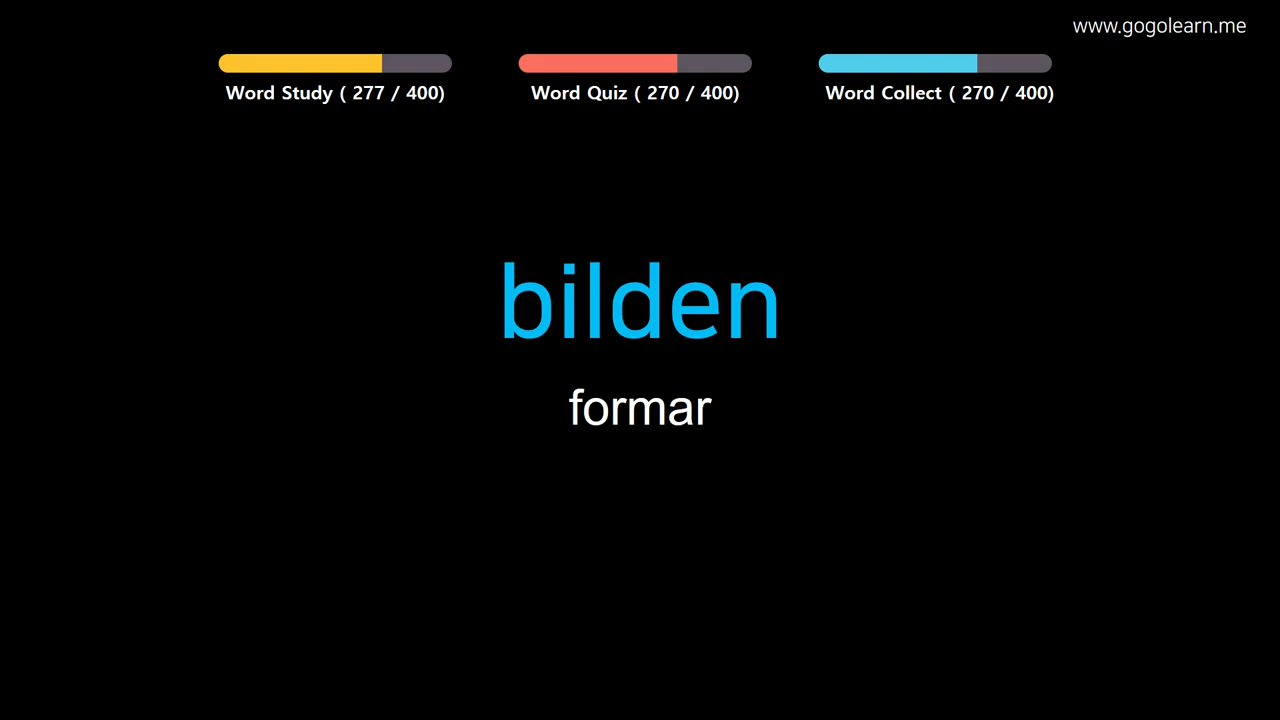 www.gogolearn.me
Word Study ( 277 / 400)
Word Quiz ( 270 / 400)
Word Collect ( 270 / 400)
bilden
formar